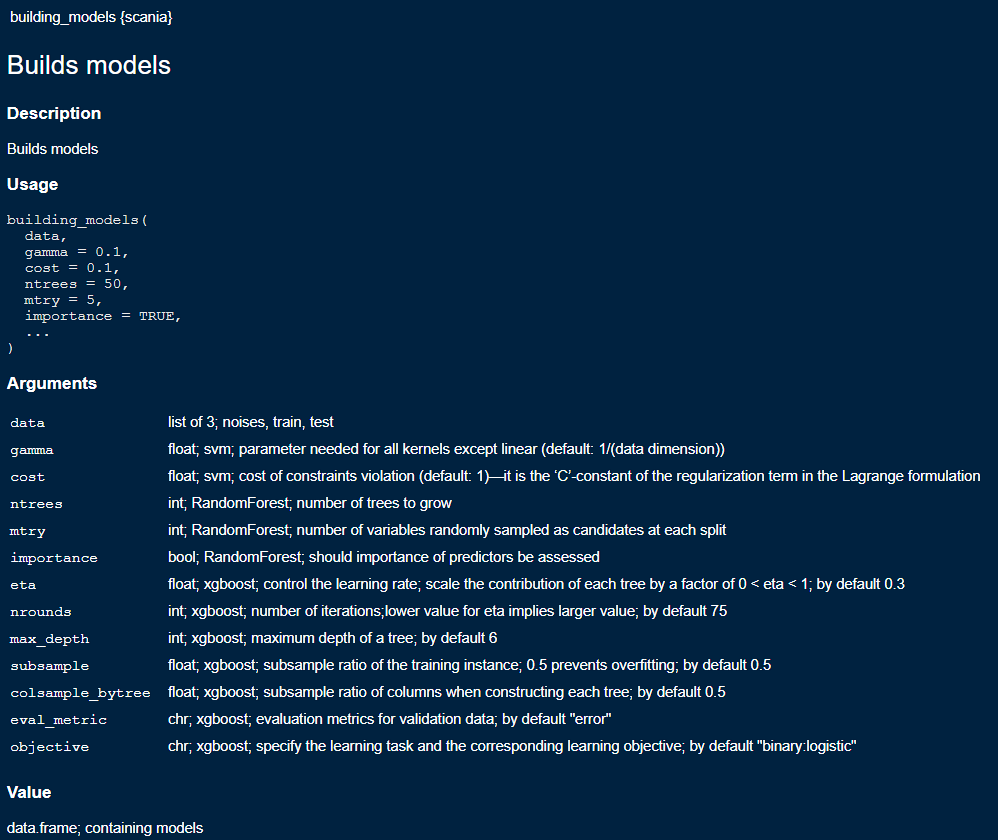 building_models {scania}
Builds models
Description
Builds models
Usage
building_models(
  data,
  gamma = 0.1,
  cost = 0.1,
  ntrees = 50,
  mtry = 5,
  importance = TRUE,
  ...
)
Arguments
data list of 3; noises, train, test
gamma float; svm; parameter needed for all kernels except linear (default: 1/(data dimension))
cost float; svm; cost of constraints violation (default: 1)—it is the ‘C’-constant of the regularization term in the Lagrange formulation
ntrees int; RandomForest; number of trees to grow
mtry int; RandomForest; number of variables randomly sampled as candidates at each split
importance bool; RandomForest; should importance of predictors be assessed
eta float; xgboost; control the learning rate; scale the contribution of each tree by a factor of 0 < eta < 1; by default 0.3
nrounds int; xgboost; number of iterations;lower value for eta implies larger value; by default 75
max_depth int; xgboost; maximum depth of a tree; by default 6
subsample float; xgboost; subsample ratio of the training instance; 0.5 prevents overfitting; by default 0.5
colsample_bytree float; xgboost; subsample ratio of columns when constructing each tree; by default 0.5
eval_metric chr; xgboost; evaluation metrics for validation data; by default "error"
objective chr; xgboost; specify the learning task and the corresponding learning objective; by default "binary:logistic"
Value
data.frame; containing models